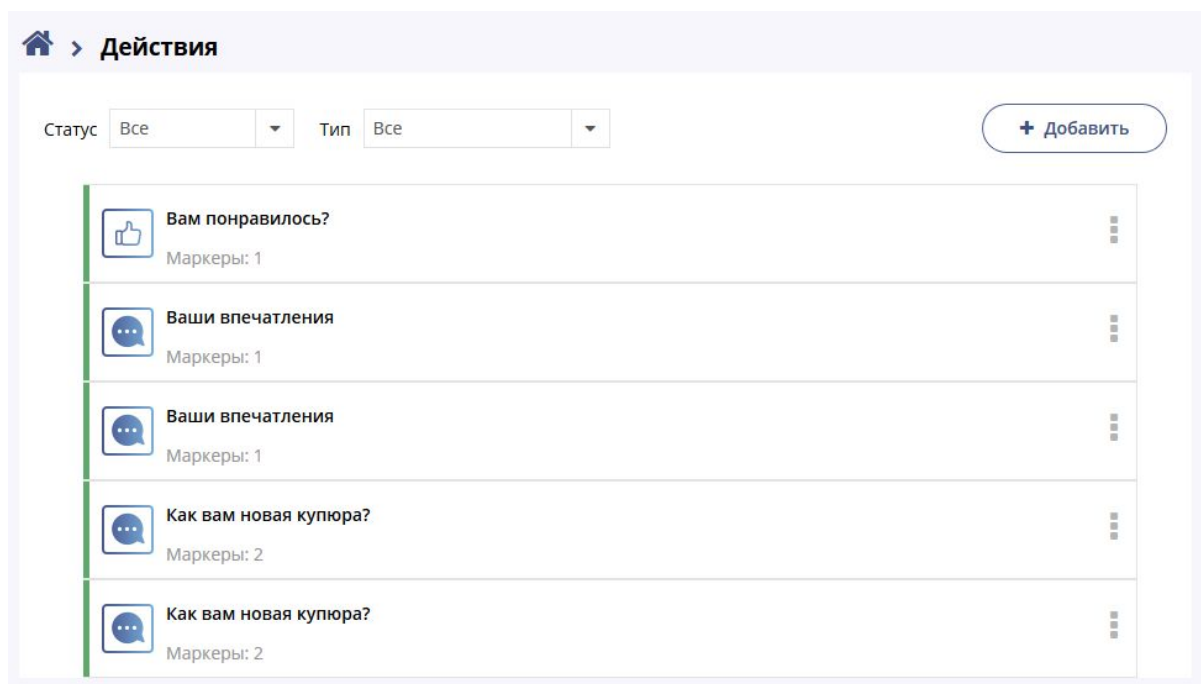 Действия
Статус Все Тип Все + Добавить
Вам понравилось?
Маркеры: 1
Ваши впечатления
Маркеры: 1
Ваши впечатления
Маркеры: 1
Как вам новая купюра?
Маркеры: 2
Как вам новая купюра?
Маркеры: 2